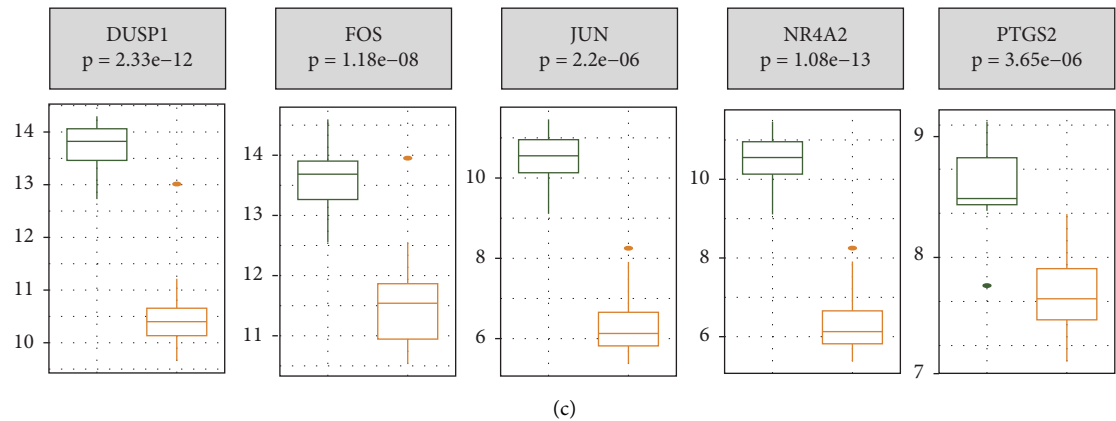 DUSP1
p = 2.33e−12
FOS
p = 1.18e−08
JUN
p = 2.2e−06
NR4A2
p = 1.08e−13
PTGS2
p = 3.65e−06
14
13
12
11
10
14
13
12
11
10
8
6
10
8
6
9
8
7
(c)